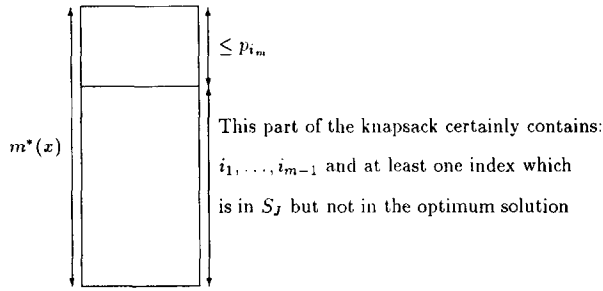 ≤ p_{i_m}
m*(x)
This part of the knapsack certainly contains:
i_1, ..., i_{m-1} and at least one index which
is in S_J but not in the optimum solution